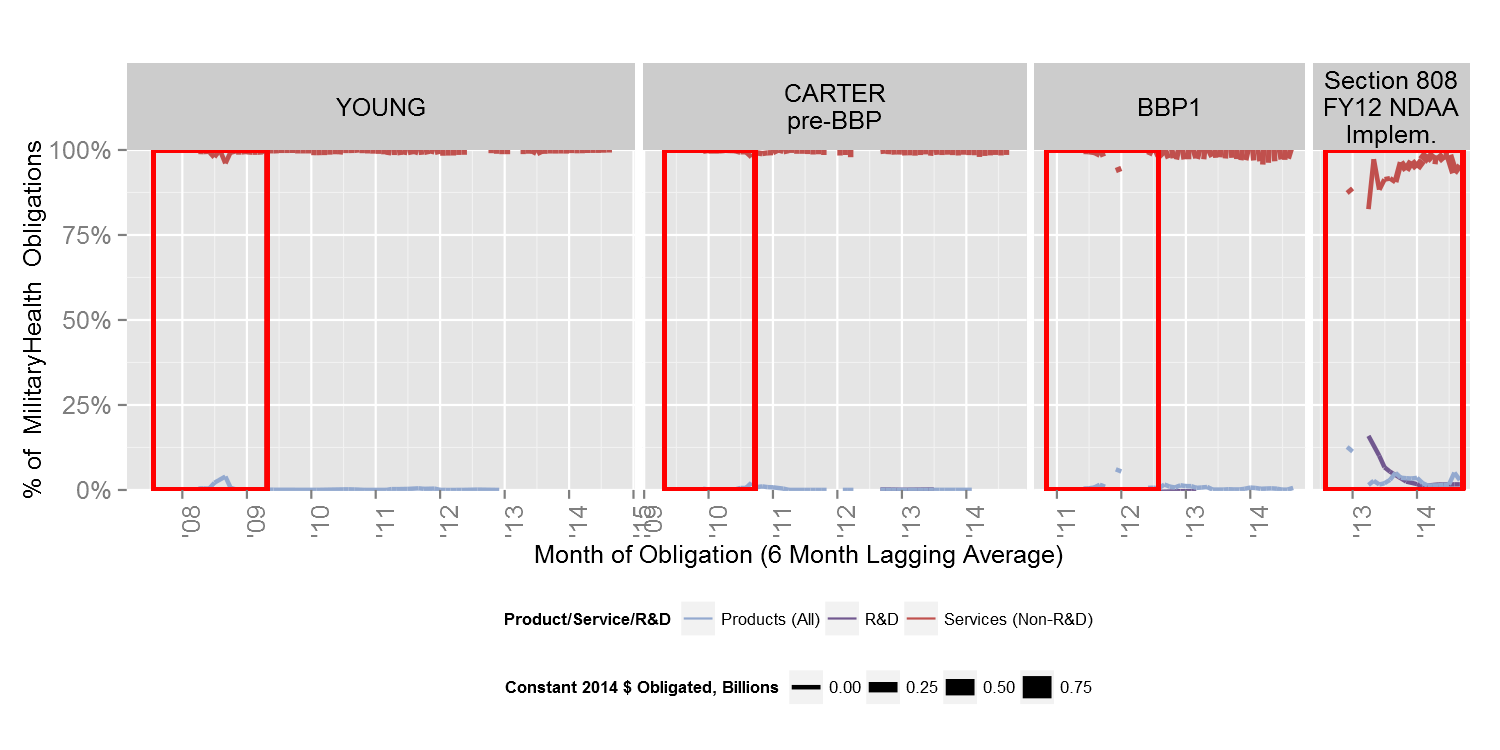 YOUNG
CARTER
pre-BBP
BBP1
Section 808
FY12 NDAA
Implem.
% of MilitaryHealth Obligations
100%
75%
50%
25%
0%
'08 '09 '10 '11 '12 '13 '14 '15
'09 '10 '11 '12 '13 '14
'11 '12 '13 '14
'13 '14
Month of Obligation (6 Month Lagging Average)
Product/Service/R&D Products (All) R&D Services (Non-R&D)
Constant 2014 $ Obligated, Billions 0.00 0.25 0.50 0.75